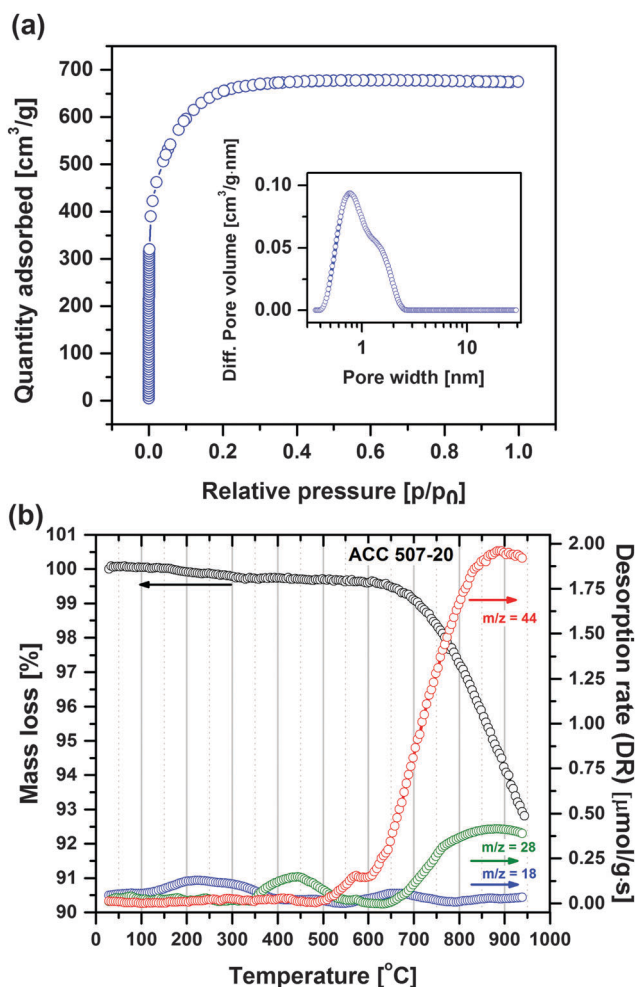 (a)
Quantity adsorbed [cm³/g]
700
600
500
400
300
200
100
0
0.0 0.2 0.4 0.6 0.8 1.0
Relative pressure [p/p₀]
Diff. Pore volume [cm³/g·nm]
0.10
0.05
0.00
1 10
Pore width [nm]
(b)
Mass loss [%]
101
100
99
98
97
96
95
94
93
92
91
90
ACC 507-20
m/z = 44
m/z = 28
m/z = 18
2.00
1.75
1.50
1.25
1.00
0.75
0.50
0.25
0.00
Desorption rate (DR) [μmol/g·s]
0 100 200 300 400 500 600 700 800 900 1000
Temperature [°C]